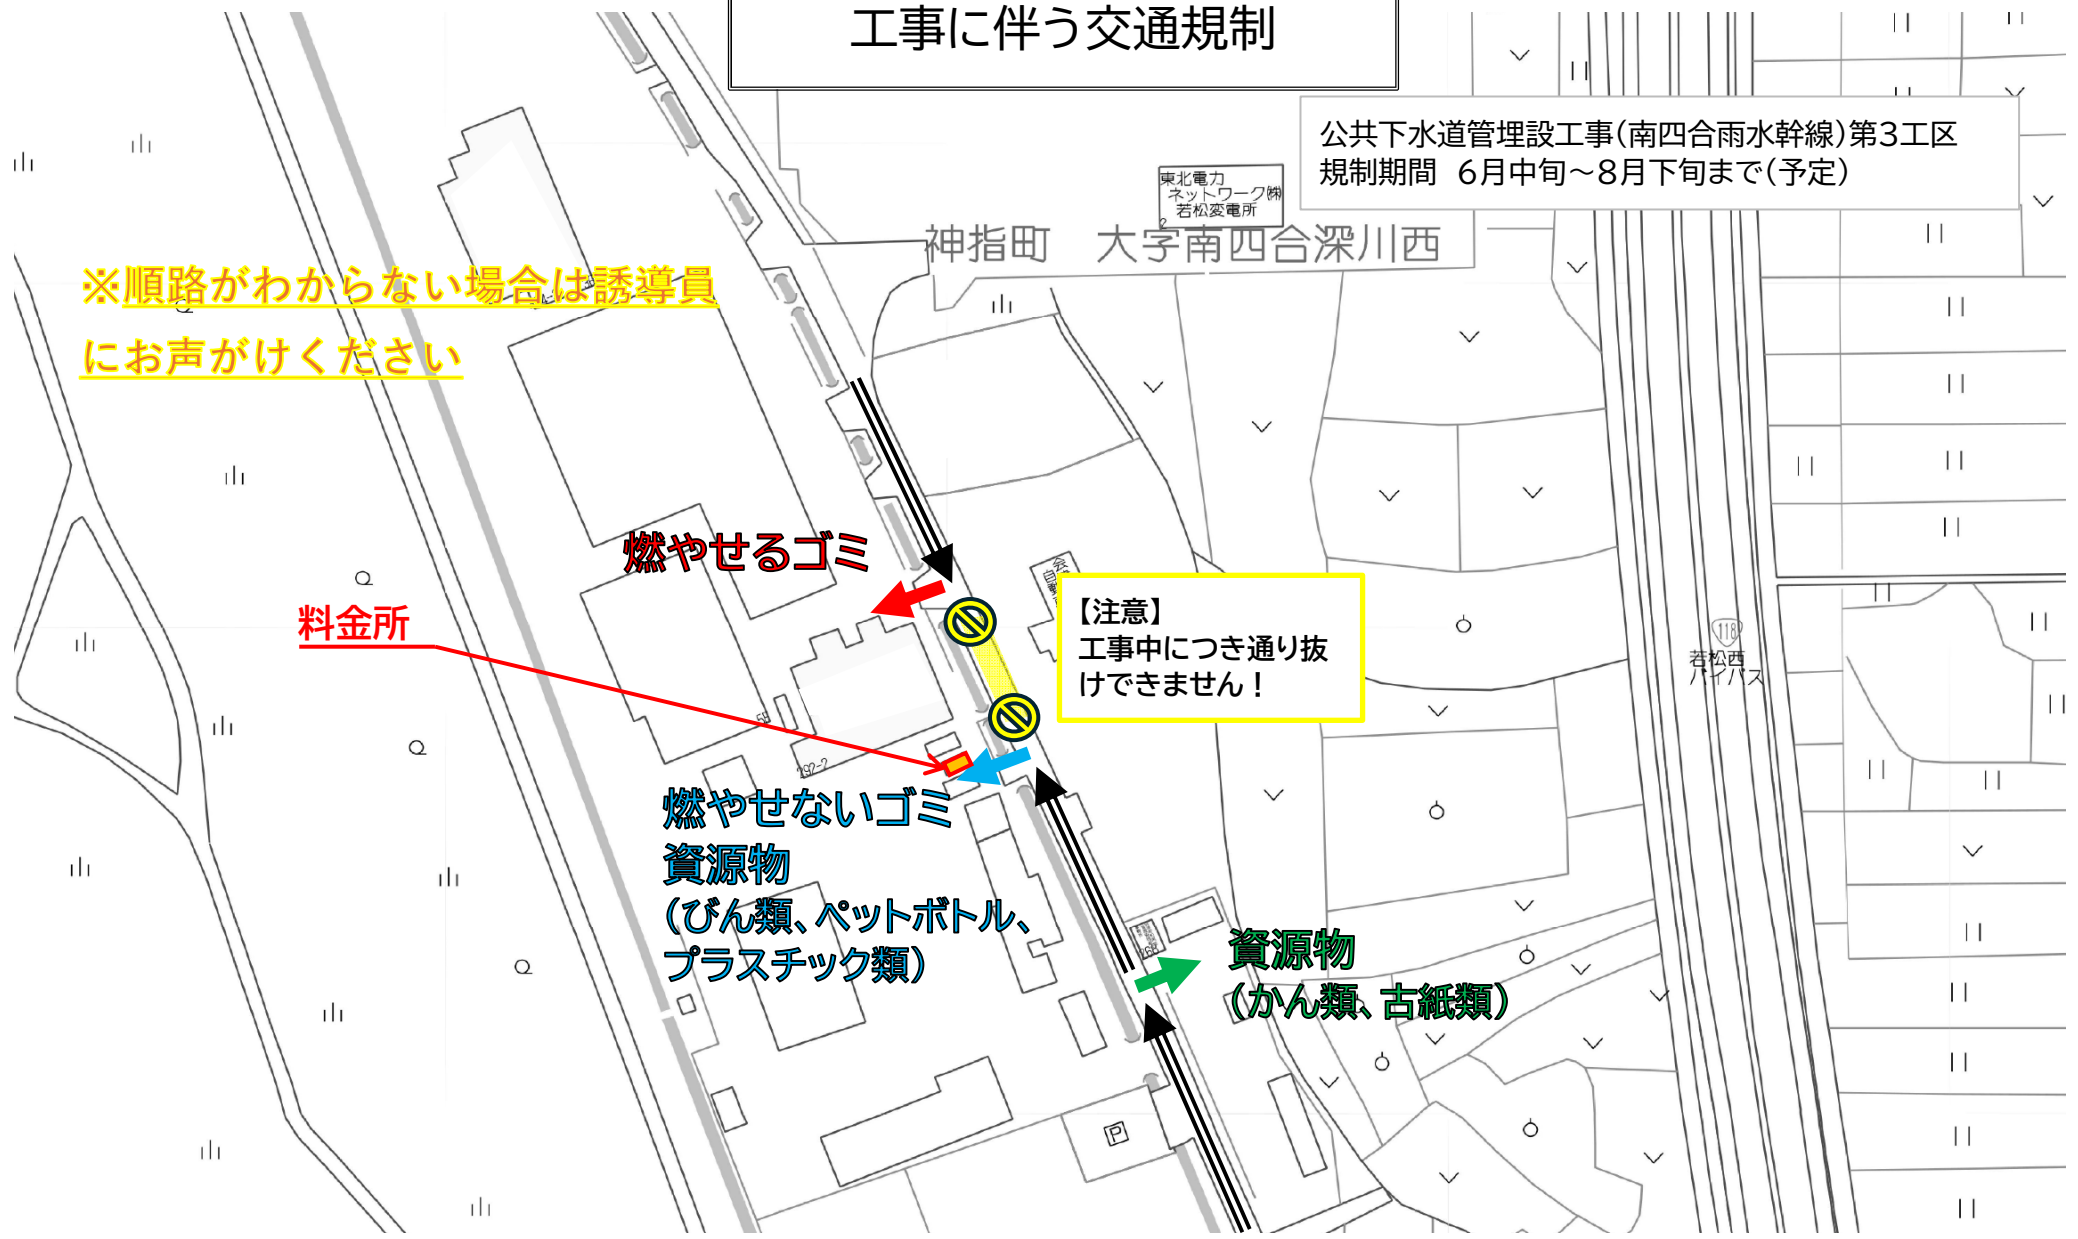 工事に伴う交通規制
公共下水道管埋設工事(南四合雨水幹線)第3工区
規制期間 6月中旬～8月下旬まで(予定)
東北電力
ネットワーク㈱
若松変電所
2
神指町 大字南四合深川西
※順路がわからない場合は誘導員
にお声がけください
燃やせるゴミ
料金所
【注意】
工事中につき通り抜
けできません！
118
若松西
バイパス
59
292-2
燃やせないゴミ
資源物
(びん類、ペットボトル、
プラスチック類)
資源物
(かん類、古紙類)
P